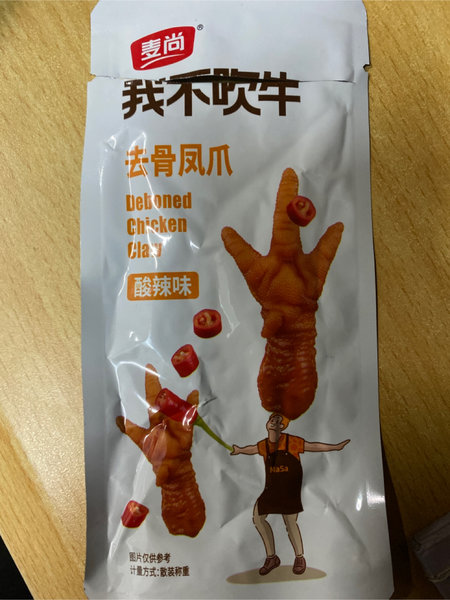 麦尚®
我不吹牛
去骨凤爪
Deboned
Chicken
Claw
酸辣味
NaSa
图片仅供参考
计量方式:散装称重